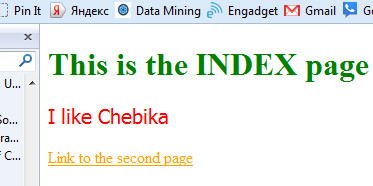 Pin It Яндекс Data Mining Engadget Gmail
This is the INDEX page
I like Chebika
Link to the second page